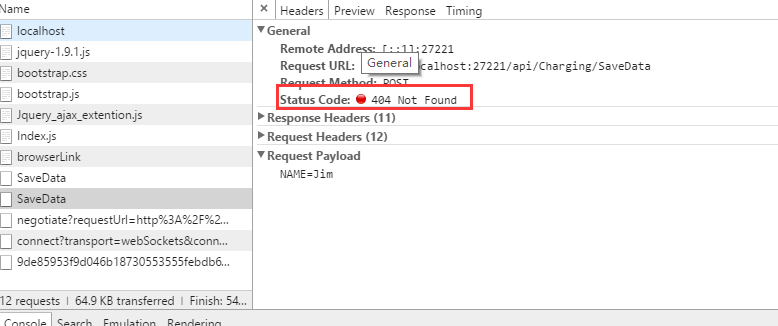 Name
localhost
jquery-1.9.1.js
bootstrap.css
bootstrap.js
Jquery_ajax_extention.js
Index.js
browserLink
SaveData
SaveData
negotiate?requestUrl=http%3A%2F%2...
connect?transport=webSockets&conn...
9de85953f9d046b18730553555febdb6...
12 requests | 64.9 KB transferred | Finish: 54...
× Headers Preview Response Timing
General
Remote Address: [::1]:27221
Request URL: calhost:27221/api/Charging/SaveData
General
Request Method: POST
Status Code: 404 Not Found
Response Headers (11)
Request Headers (12)
Request Payload
NAME=Jim
Console Search Emulation Rendering